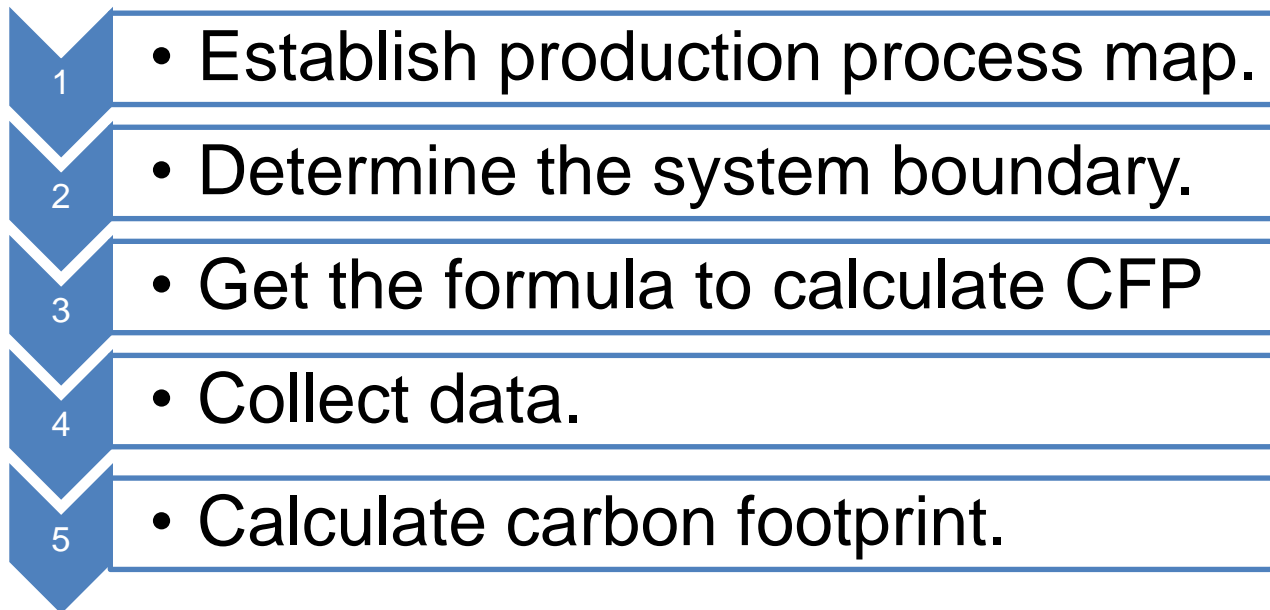 1 • Establish production process map.
2 • Determine the system boundary.
3 • Get the formula to calculate CFP
4 • Collect data.
5 • Calculate carbon footprint.